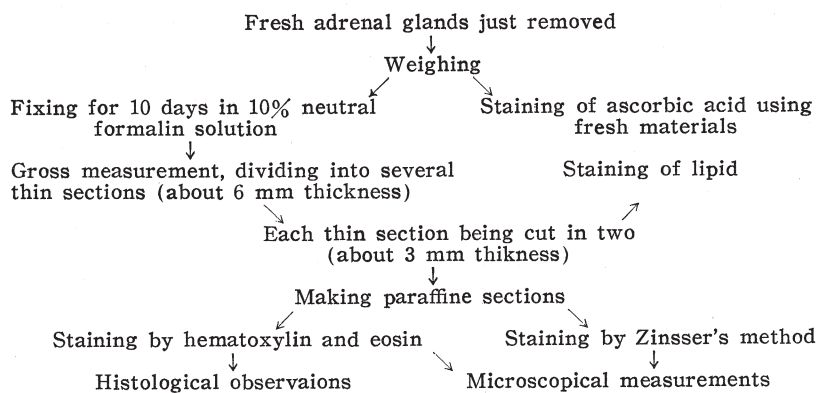 Fresh adrenal glands just removed
Weighing
Fixing for 10 days in 10% neutral
formalin solution
Staining of ascorbic acid using
fresh materials
Gross measurement, dividing into several
thin sections (about 6 mm thickness)
Staining of lipid
Each thin section being cut in two
(about 3 mm thikness)
Making paraffine sections
Staining by hematoxylin and eosin
Staining by Zinsser's method
Histological observaions
Microscopical measurements